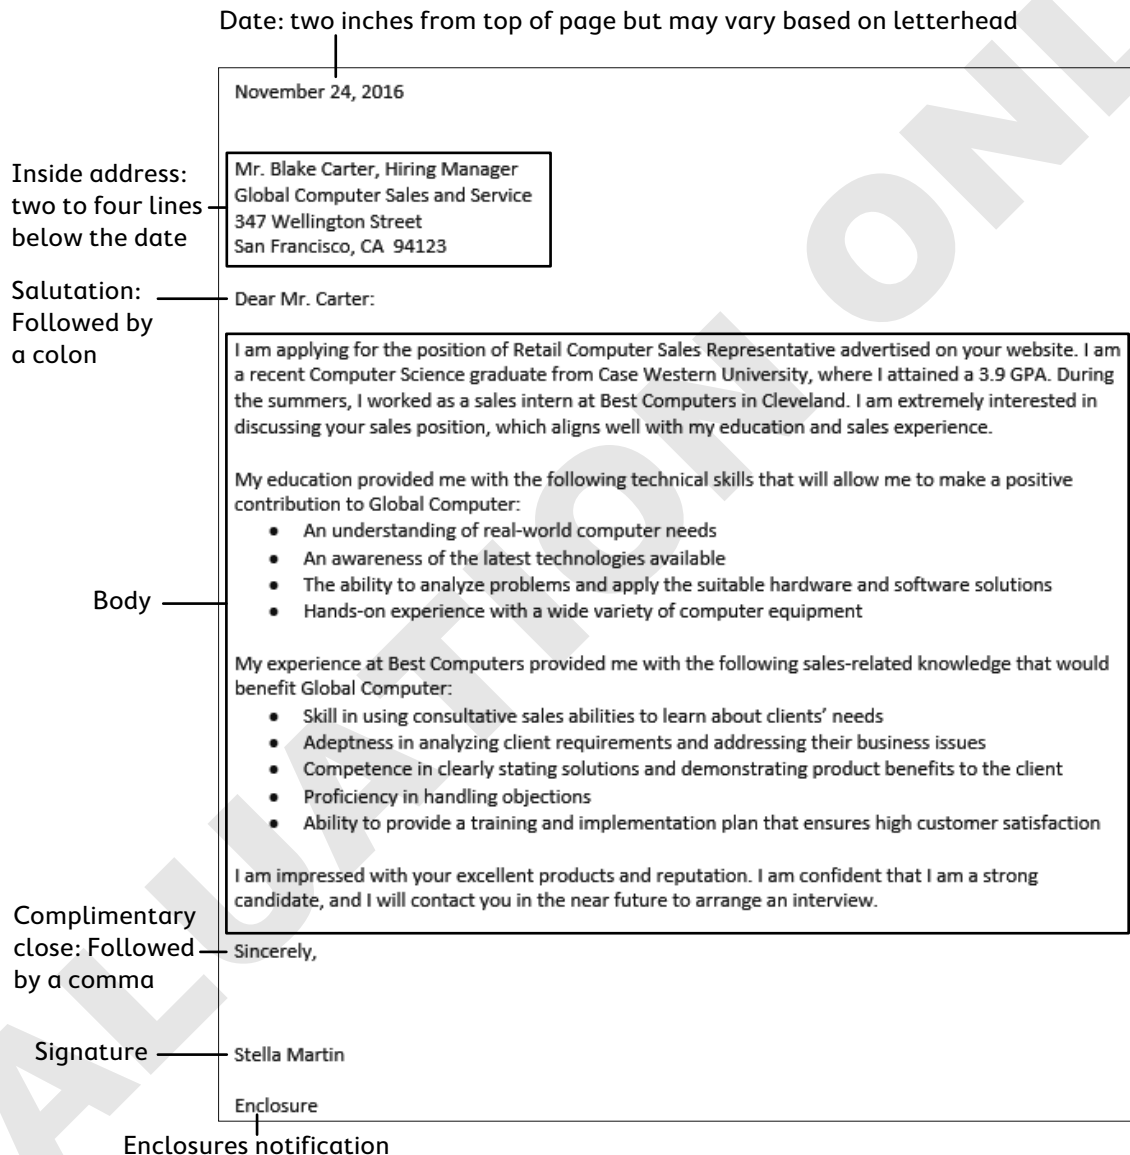 Date: two inches from top of page but may vary based on letterhead
November 24, 2016
Inside address:
two to four lines
below the date
Mr. Blake Carter, Hiring Manager
Global Computer Sales and Service
347 Wellington Street
San Francisco, CA  94123
Salutation:
Followed by
a colon
Dear Mr. Carter:
I am applying for the position of Retail Computer Sales Representative advertised on your website. I am
a recent Computer Science graduate from Case Western University, where I attained a 3.9 GPA. During
the summers, I worked as a sales intern at Best Computers in Cleveland. I am extremely interested in
discussing your sales position, which aligns well with my education and sales experience.
My education provided me with the following technical skills that will allow me to make a positive
contribution to Global Computer:
• An understanding of real-world computer needs
• An awareness of the latest technologies available
• The ability to analyze problems and apply the suitable hardware and software solutions
• Hands-on experience with a wide variety of computer equipment
Body
My experience at Best Computers provided me with the following sales-related knowledge that would
benefit Global Computer:
• Skill in using consultative sales abilities to learn about clients' needs
• Adeptness in analyzing client requirements and addressing their business issues
• Competence in clearly stating solutions and demonstrating product benefits to the client
• Proficiency in handling objections
• Ability to provide a training and implementation plan that ensures high customer satisfaction
I am impressed with your excellent products and reputation. I am confident that I am a strong
candidate, and I will contact you in the near future to arrange an interview.
Complimentary
close: Followed
by a comma
Sincerely,
Signature
Stella Martin
Enclosure
Enclosures notification
ALUATION ONL